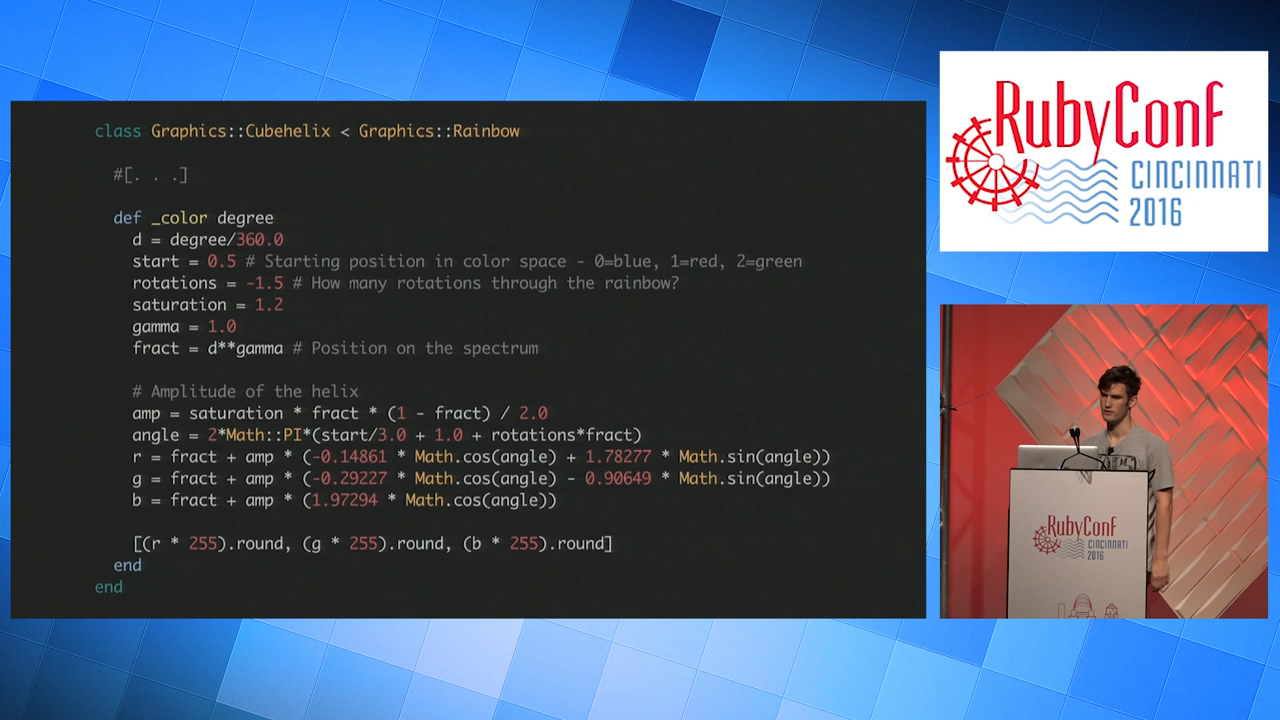 class Graphics::Cubehelix < Graphics::Rainbow
#[. . .]
def _color degree
d = degree/360.0
start = 0.5 # Starting position in color space - 0=blue, 1=red, 2=green
rotations = -1.5 # How many rotations through the rainbow?
saturation = 1.2
gamma = 1.0
fract = d**gamma # Position on the spectrum
# Amplitude of the helix
amp = saturation * fract * (1 - fract) / 2.0
angle = 2*Math::PI*(start/3.0 + 1.0 + rotations*fract)
r = fract + amp * (-0.14861 * Math.cos(angle) + 1.78277 * Math.sin(angle))
g = fract + amp * (-0.29227 * Math.cos(angle) - 0.90649 * Math.sin(angle))
b = fract + amp * (1.97294 * Math.cos(angle))
[(r * 255).round, (g * 255).round, (b * 255).round]
end
end
RubyConf
CINCINNATI
2016
RubyConf
CINCINNATI
2016